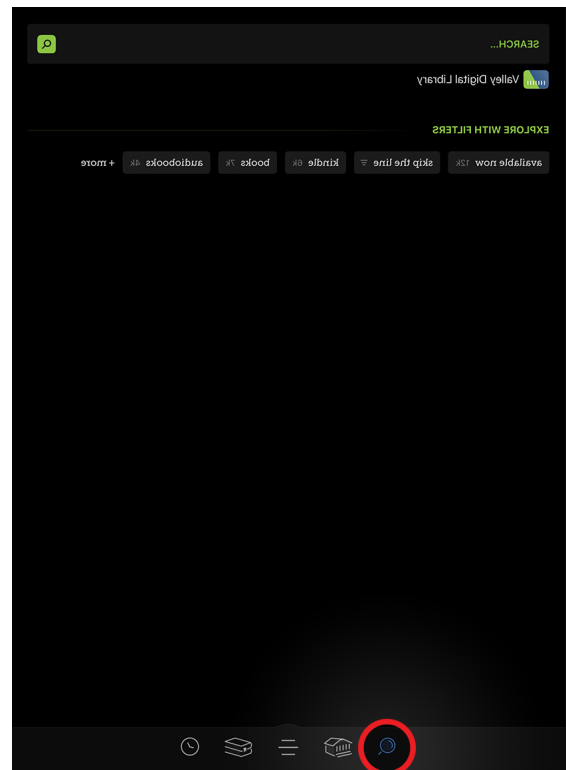 SEARCH...
Valley Digital Library
EXPLORE WITH FILTERS
available now 12k skip the line kindle 6k books 7k audiobooks 4k + more